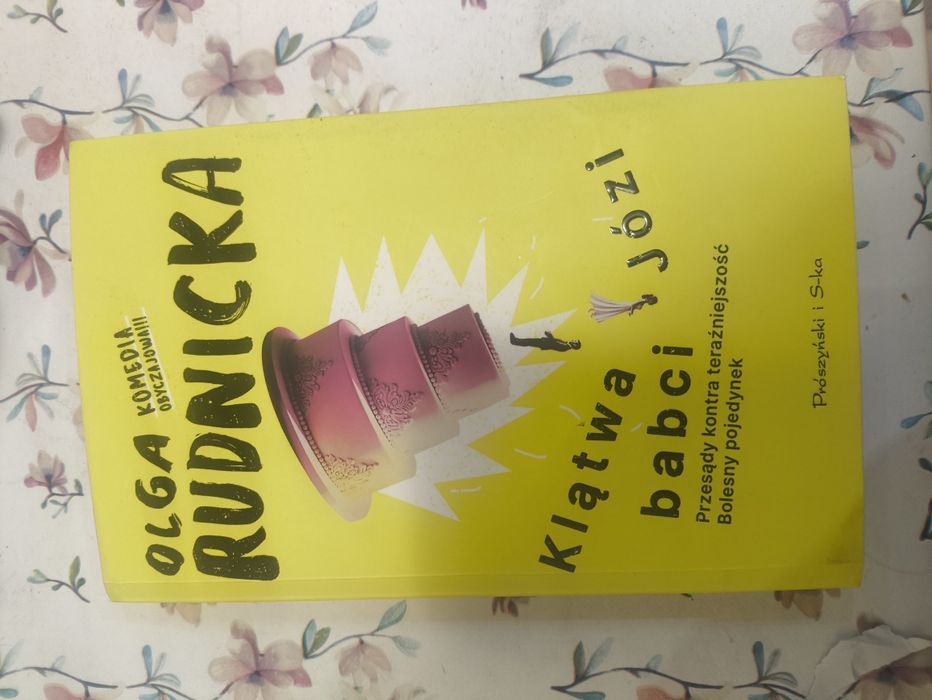 OLGA
KOMEDIA
OBYCZAJOWA!!!
RUDNICKA
Klątwa
babci Józi
Przesądy kontra teraźniejszość
Bolesny pojedynek
Prószyński i S-ka